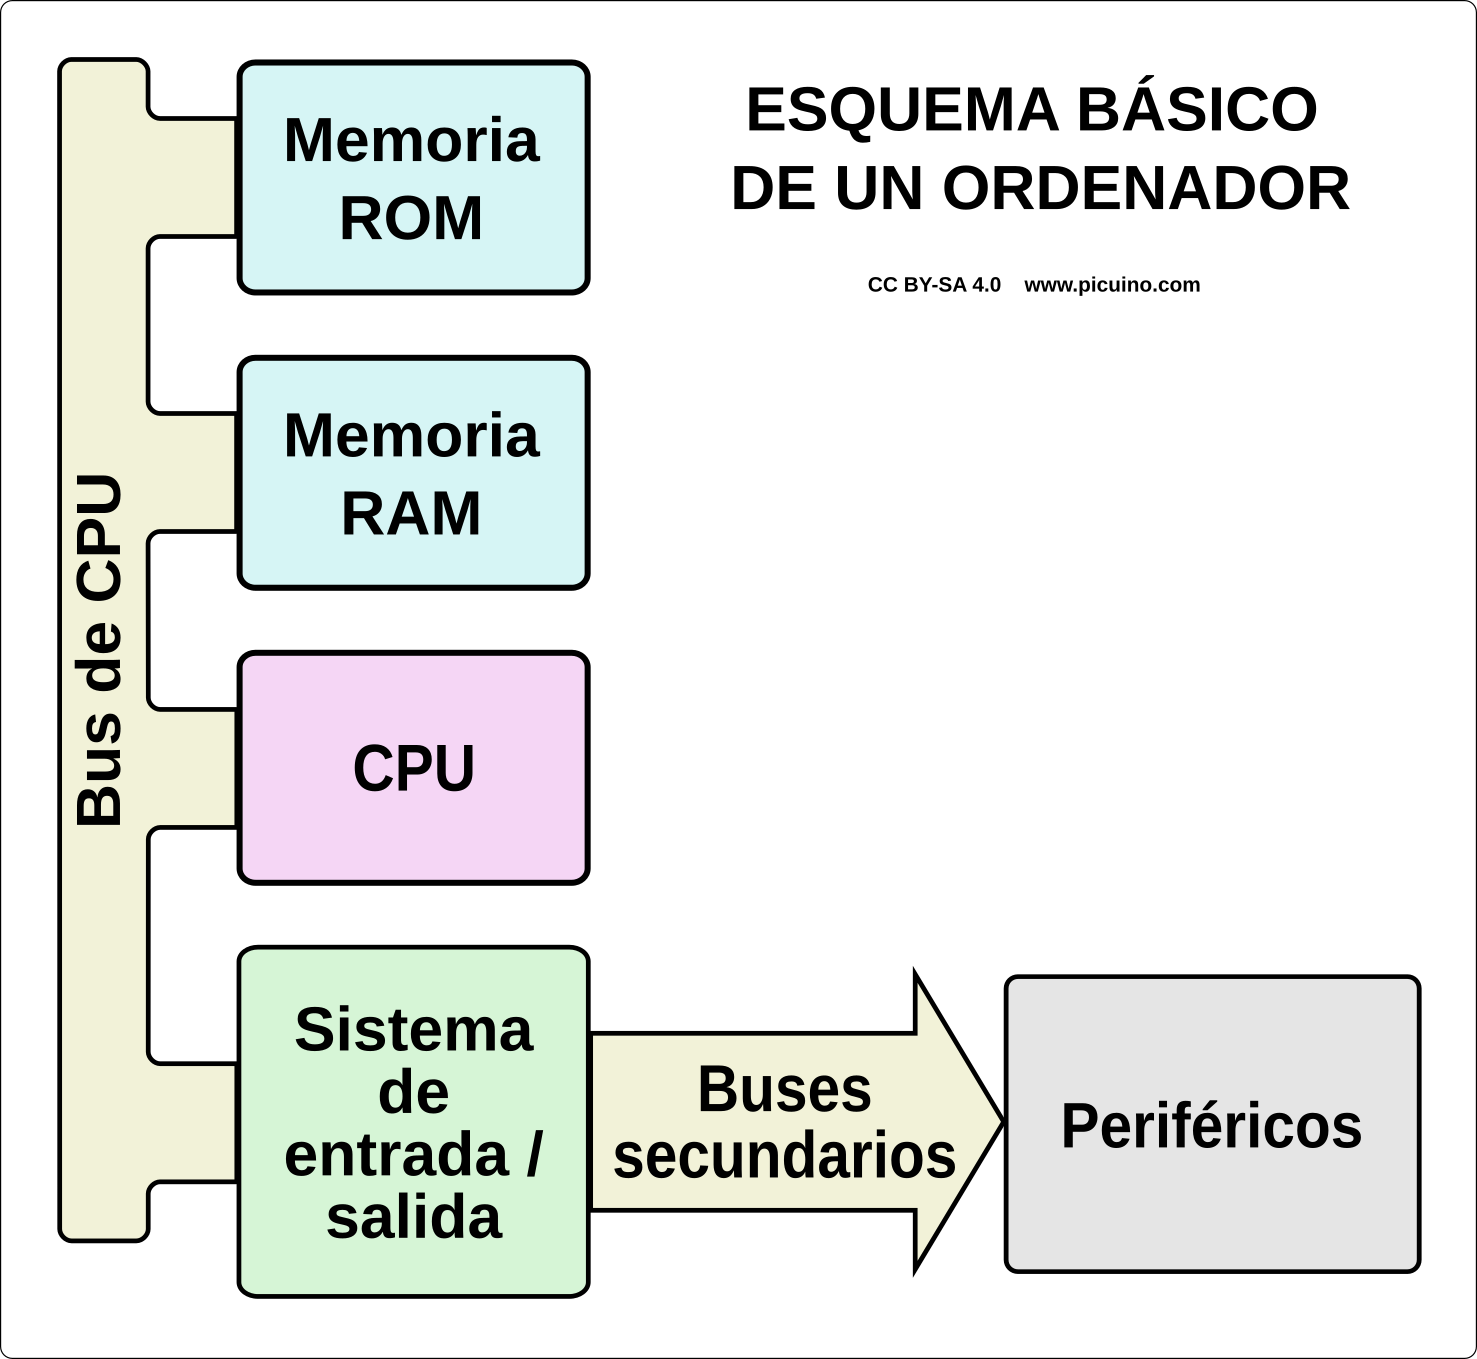 ESQUEMA BÁSICO
DE UN ORDENADOR
CC BY-SA 4.0 www.picuino.com
Bus de CPU
Memoria
ROM
Memoria
RAM
CPU
Sistema
de
entrada /
salida
Buses
secundarios
Periféricos